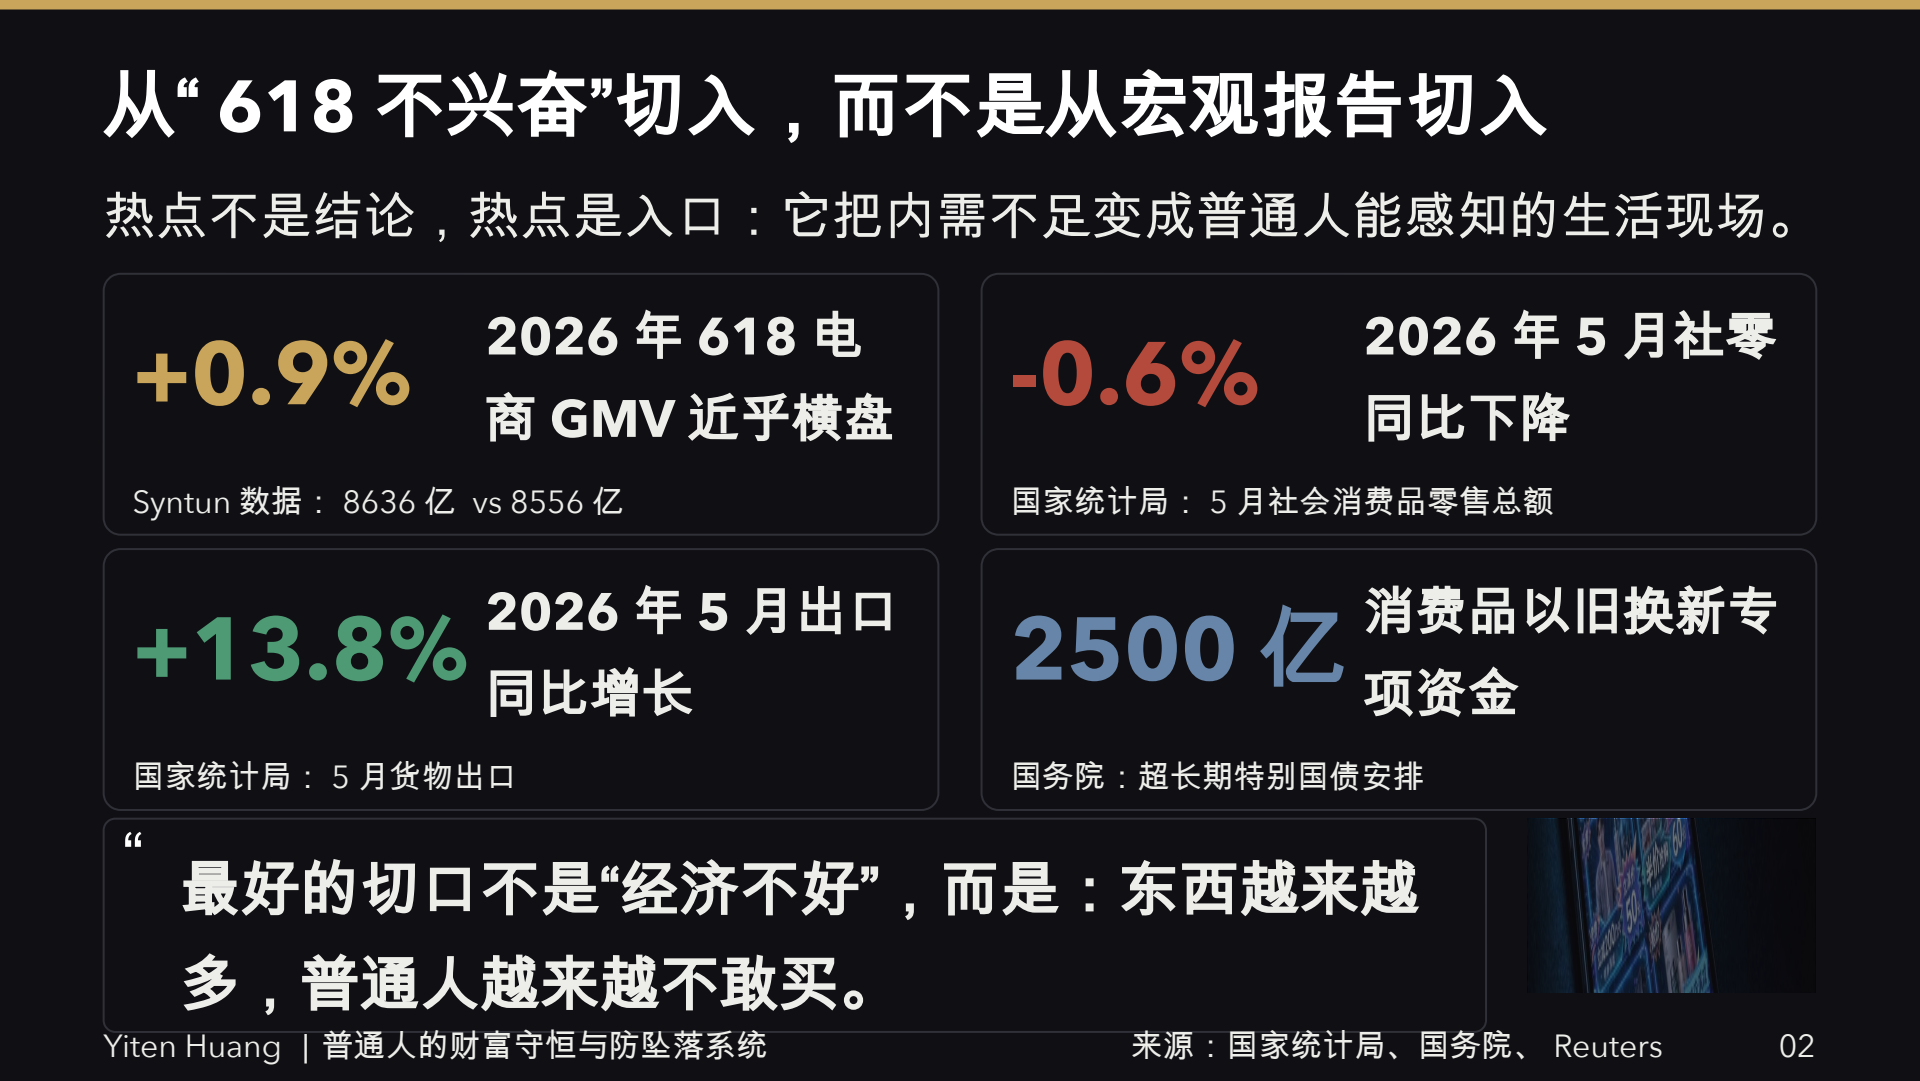 从“618 不兴奋”切入，而不是从宏观报告切入
热点不是结论，热点是入口：它把内需不足变成普通人能感知的生活现场。
+0.9%
2026 年 618 电
商 GMV 近乎横盘
Syntun 数据： 8636 亿 vs 8556 亿
-0.6%
2026 年 5 月社零
同比下降
国家统计局： 5 月社会消费品零售总额
+13.8%
2026 年 5 月出口
同比增长
国家统计局： 5 月货物出口
2500 亿
消费品以旧换新专
项资金
国务院：超长期特别国债安排
“
最好的切口不是“经济不好”，而是：东西越来越
多，普通人越来越不敢买。
Yiten Huang ｜普通人的财富守恒与防坠落系统
来源：国家统计局、国务院、 Reuters
02